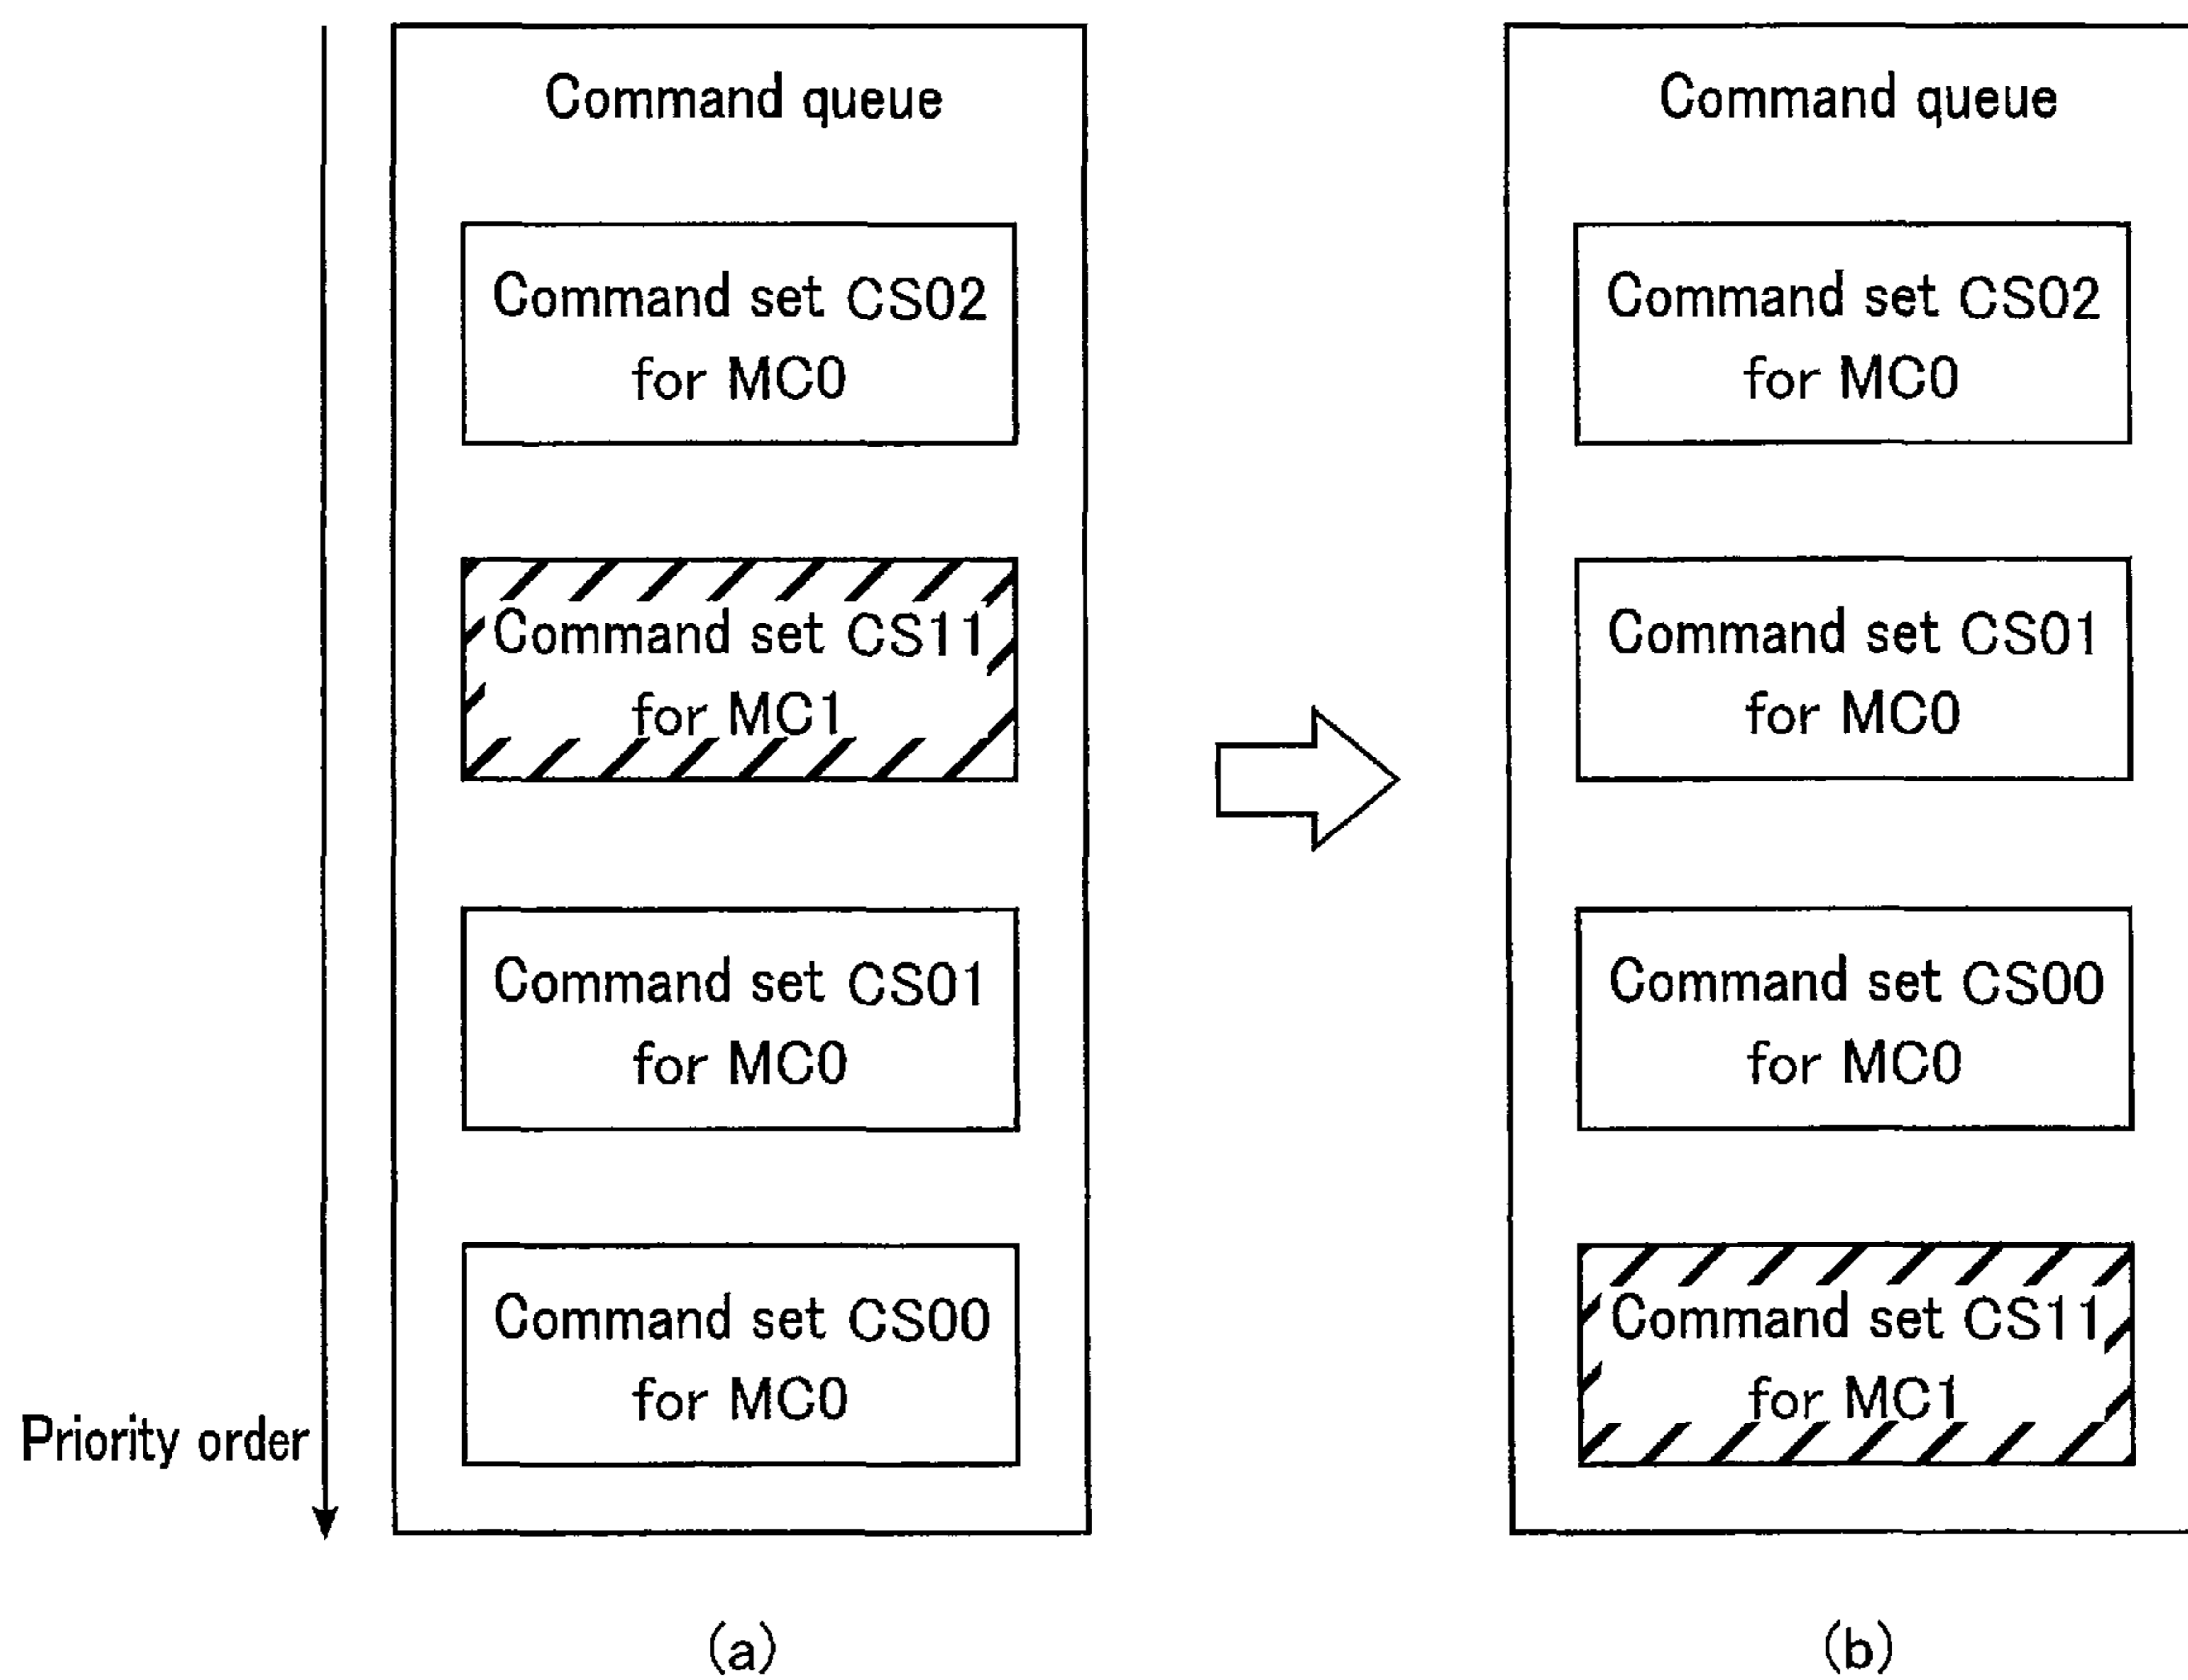 Command queue
Command set CS02
for MC0
Command set CS11
for MC1
Command set CS01
for MC0
Command set CS00
for MC0
Priority order
(a)
Command queue
Command set CS02
for MC0
Command set CS01
for MC0
Command set CS00
for MC0
Command set CS11
for MC1
(b)